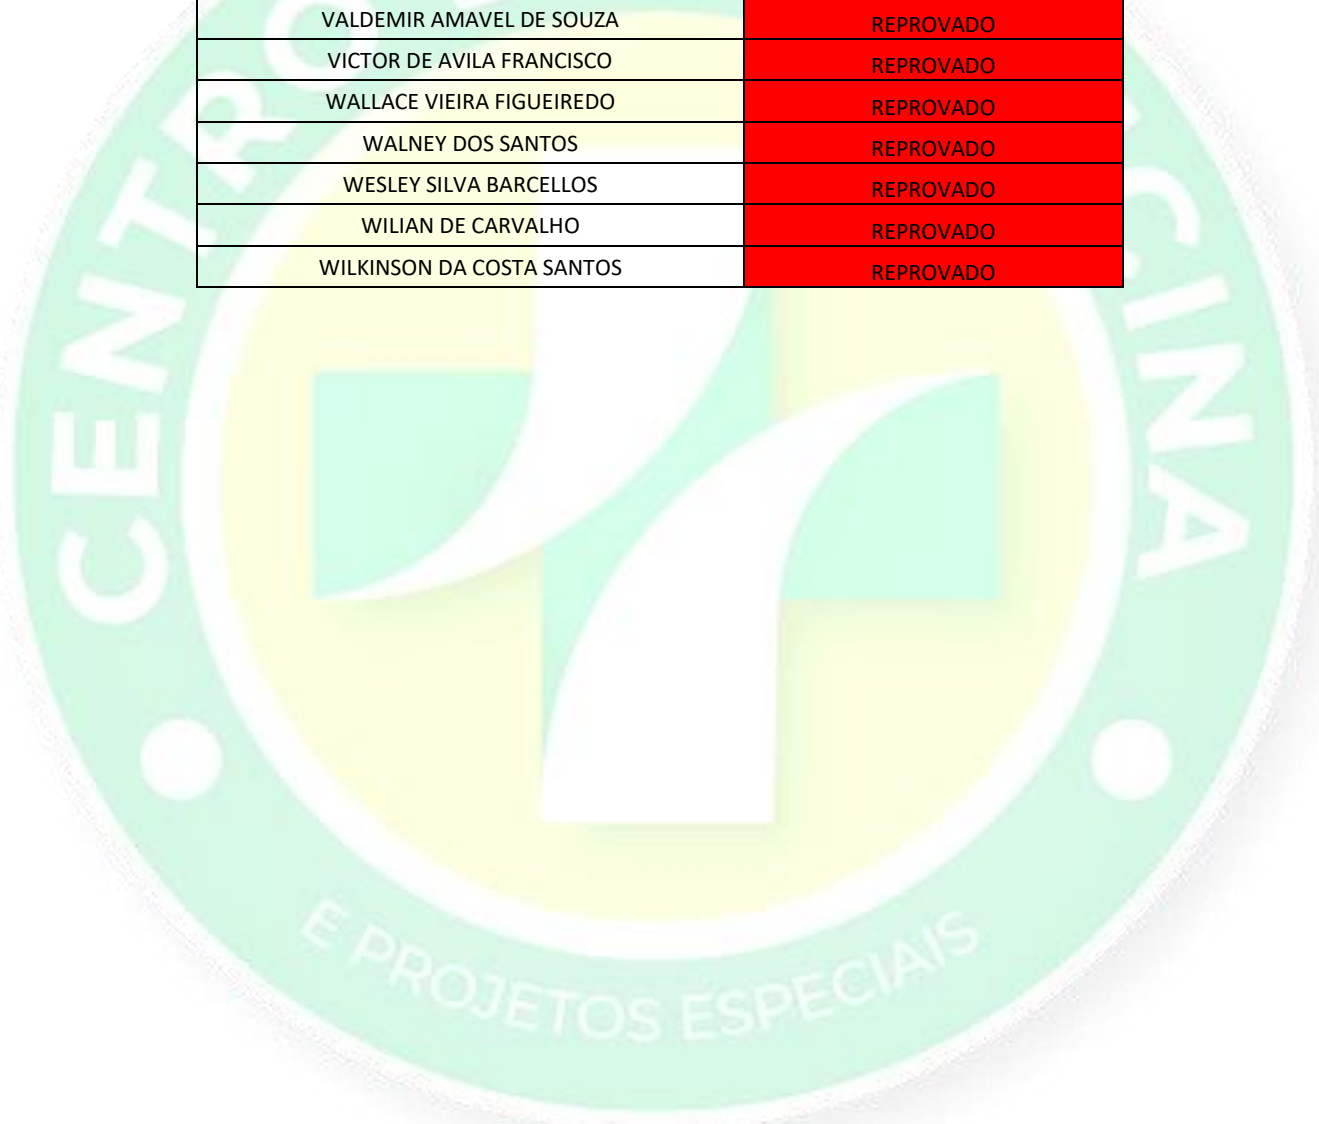 VALDEMIR AMAVEL DE SOUZA REPROVADO
VICTOR DE AVILA FRANCISCO REPROVADO
WALLACE VIEIRA FIGUEIREDO REPROVADO
WALNEY DOS SANTOS REPROVADO
WESLEY SILVA BARCELLOS REPROVADO
WILIAN DE CARVALHO REPROVADO
WILKINSON DA COSTA SANTOS REPROVADO
CENTRO
E PROJETOS ESPECIAIS